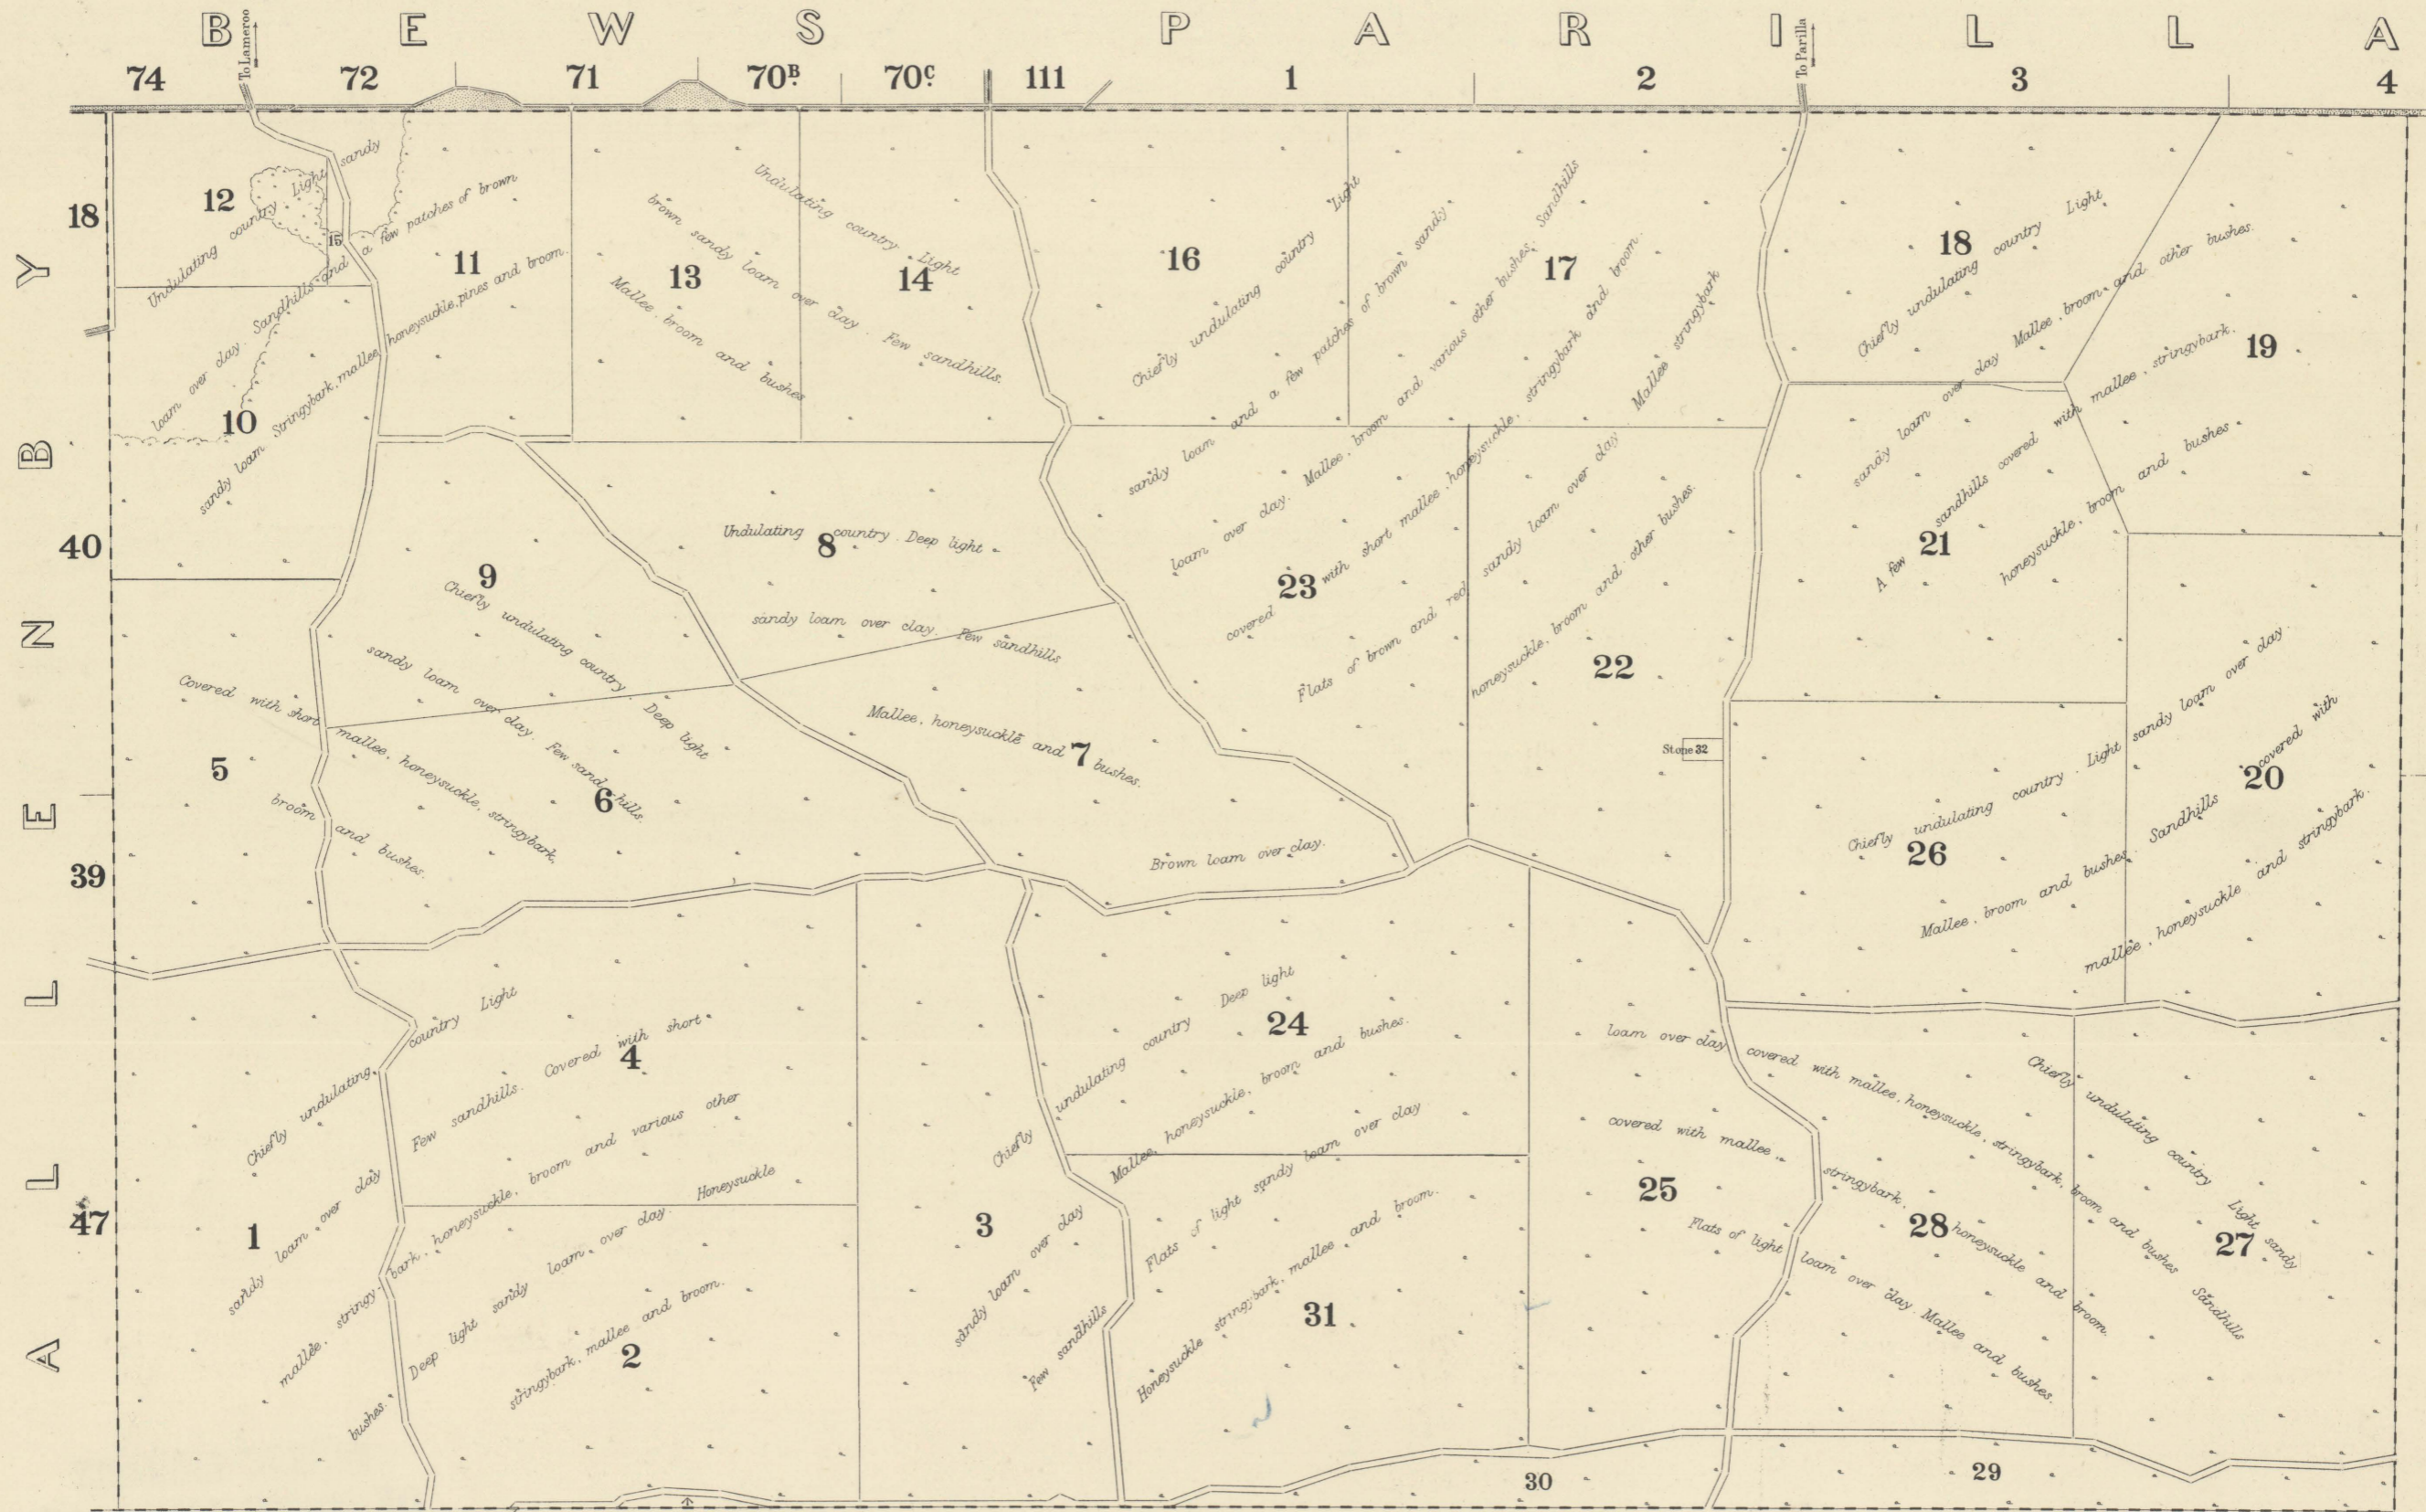 B E W S P A R I L L A
To Lameroo
To Parilla
74 72 71 70B. 70C. 111 1 2 3 4
A L L E N B Y
18
40
39
47
12
15
11
13
14
16
17
18
19
10
9
8
23
22
21
20
5
6
7
Stone 32
26
4
24
1
3
25
28
27
2
31
30
29
Undulating country Light sandy
loam over clay. Sandhills and a few patches of brown
sandy loam Stringybark, mallee, honeysuckle, pines and broom.
Undulating country Light
brown sandy loam over clay. Few sandhills.
Mallee, broom and bushes
Chiefly undulating country Light
sandy loam and a few patches of brown sandy
loam over clay. Mallee, broom and various other bushes, Sandhills
covered with short mallee, honeysuckle, stringybark and broom.
Flats of brown and red sandy loam over clay Mallee stringybark
honeysuckle, broom and other bushes.
Chiefly undulating country Light
sandy loam over clay Mallee, broom and other bushes.
A few sandhills covered with mallee, stringybark.
honeysuckle, broom and bushes
Undulating country. Deep light
sandy loam over clay. Few sandhills
Mallee, honeysuckle and bushes.
Brown loam over clay.
Chiefly undulating country. Deep light
sandy loam over clay. Few sand-hills.
Covered with short mallee, honeysuckle, stringybark,
broom and bushes.
Chiefly undulating country. Light sandy loam over clay.
Mallee, broom and bushes. Sandhills covered with
mallee, honeysuckle and stringybark.
Chiefly undulating country Light
sandy loam over clay Few sandhills. Covered with short
mallee, stringy-bark, honeysuckle, broom and various other
bushes. Deep light sandy loam over clay. Honeysuckle
stringybark, mallee and broom.
Chiefly undulating country Deep light
sandy loam over clay Mallee, honeysuckle, broom and bushes.
Few sandhills Flats of light sandy loam over clay
Honeysuckle stringybark, mallee and broom.
Chiefly undulating country Light sandy
loam over clay covered with mallee, honeysuckle, stringybark, broom and bushes Sandhills
covered with mallee, stringybark, honeysuckle and broom.
Flats of light loam over clay. Mallee and bushes.